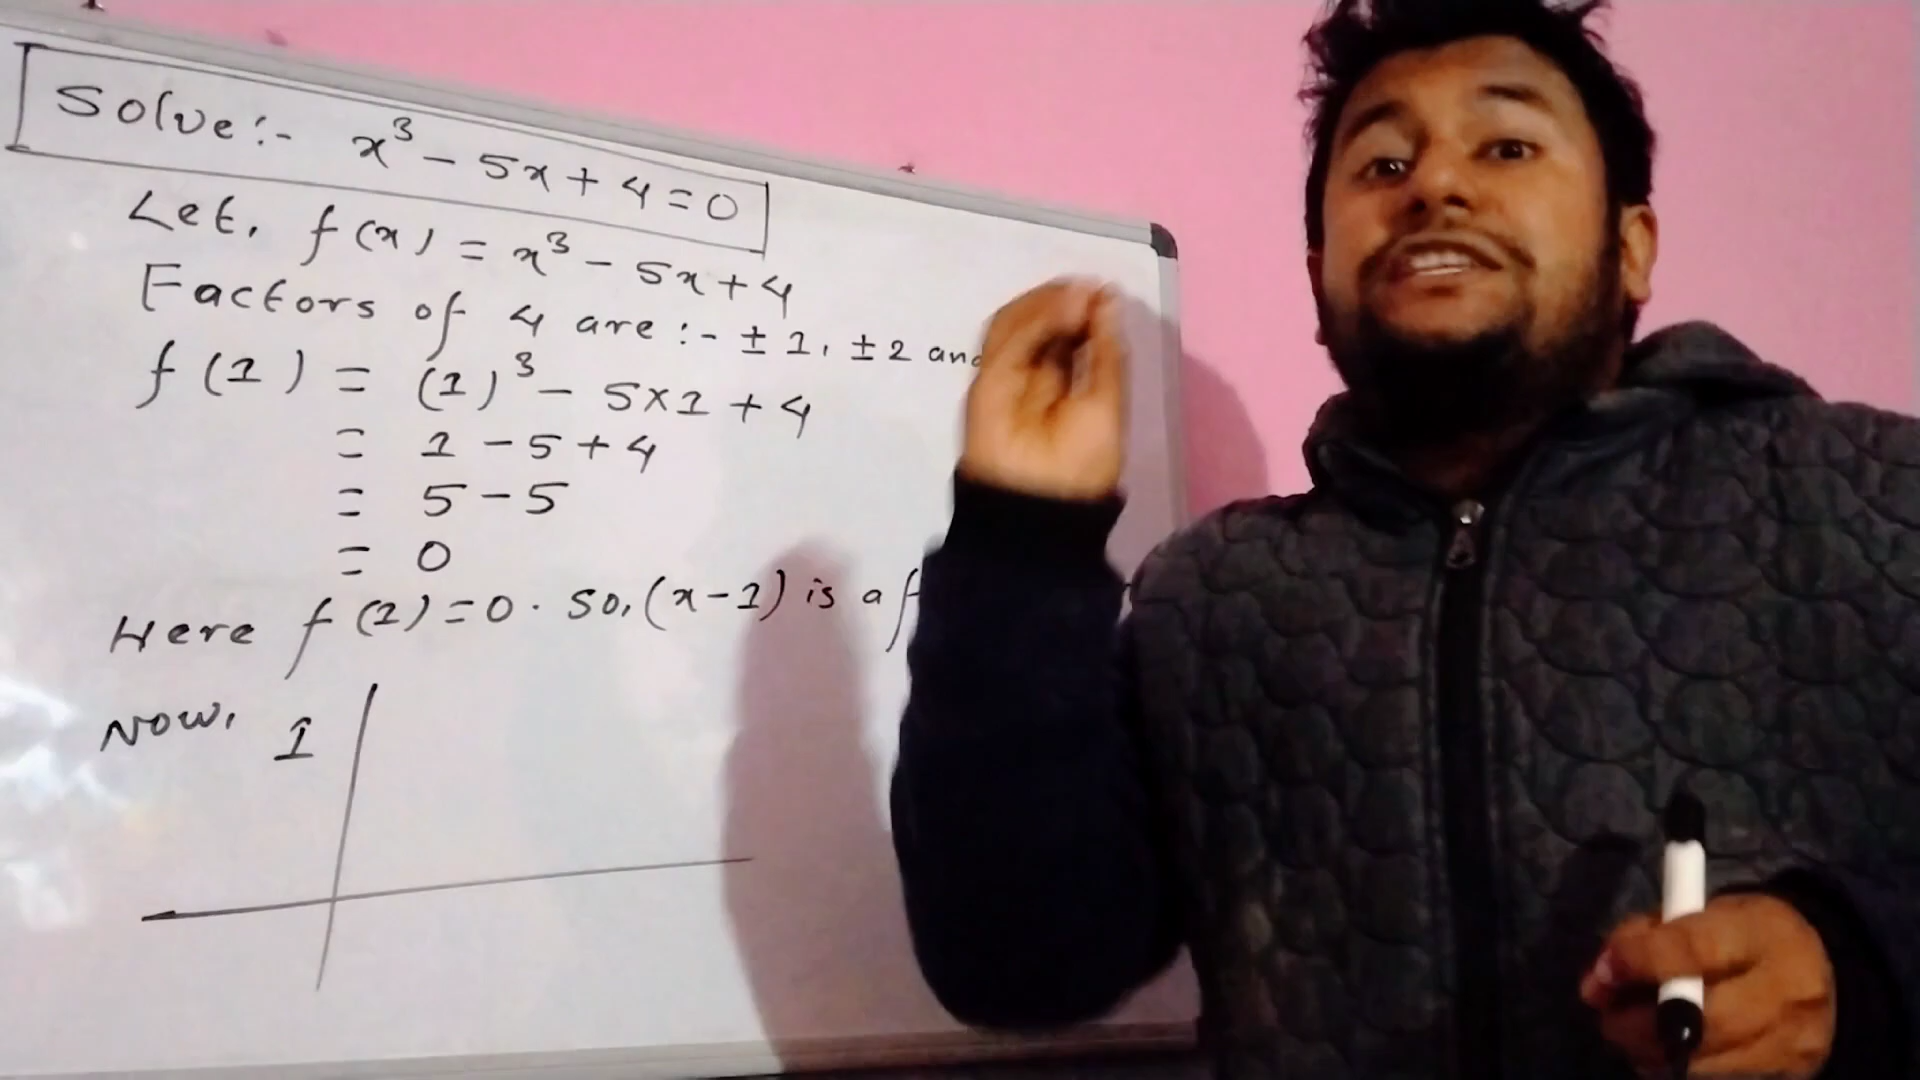 Solve:- x³ - 5x + 4 = 0
Let, f(x) = x³ - 5x + 4
Factors of 4 are :- ± 1, ± 2 and
f(1) = (1)³ - 5×1 + 4
= 1 - 5 + 4
= 5 - 5
= 0
Here f(1) = 0. So, (x-1) is a
Now, 1